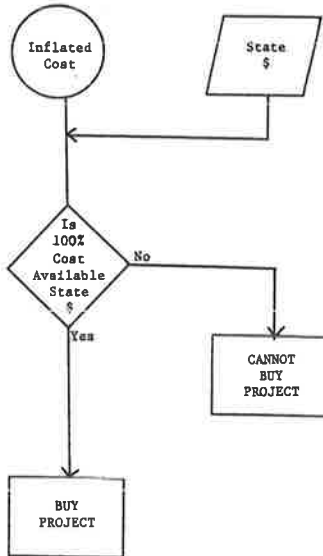 Inflated
Cost
State
$
Is
100%
Cost
Available
State
$
No
Yes
CANNOT
BUY
PROJECT
BUY
PROJECT